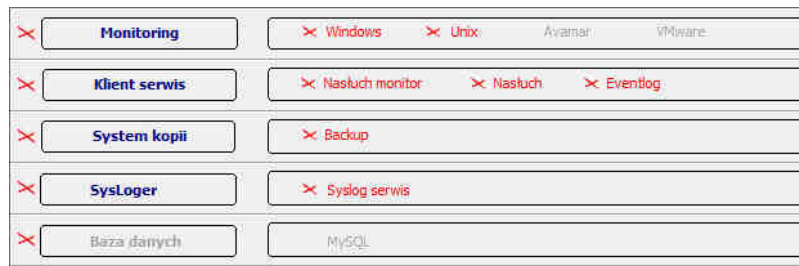 Monitoring Windows Unix Avamar VMware
Klient serwis Nasłuch monitor Nasłuch Eventlog
System kopii Backup
SysLoger Syslog serwis
Baza danych MySQL